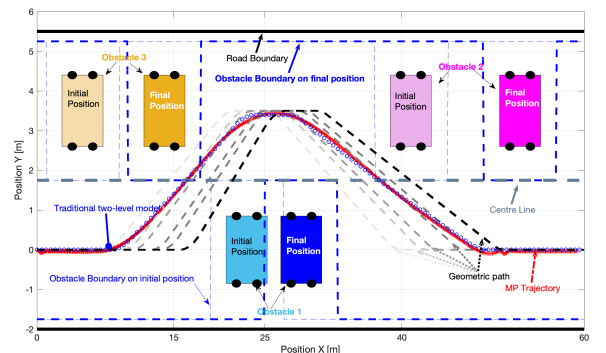 6
5
4
3
2
1
0
-1
-2
Position Y [m]
Road Boundary
Obstacle Boundary on final position
Obstacle 3
Initial
Position
Final
Position
Obstacle 2
Initial
Position
Final
Position
Centre Line
Traditional two-level model
Initial
Position
Final
Position
Obstacle 1
Obstacle Boundary on initial position
Geometric path
MP Trajectory
0
15
25
40
60
Position X [m]